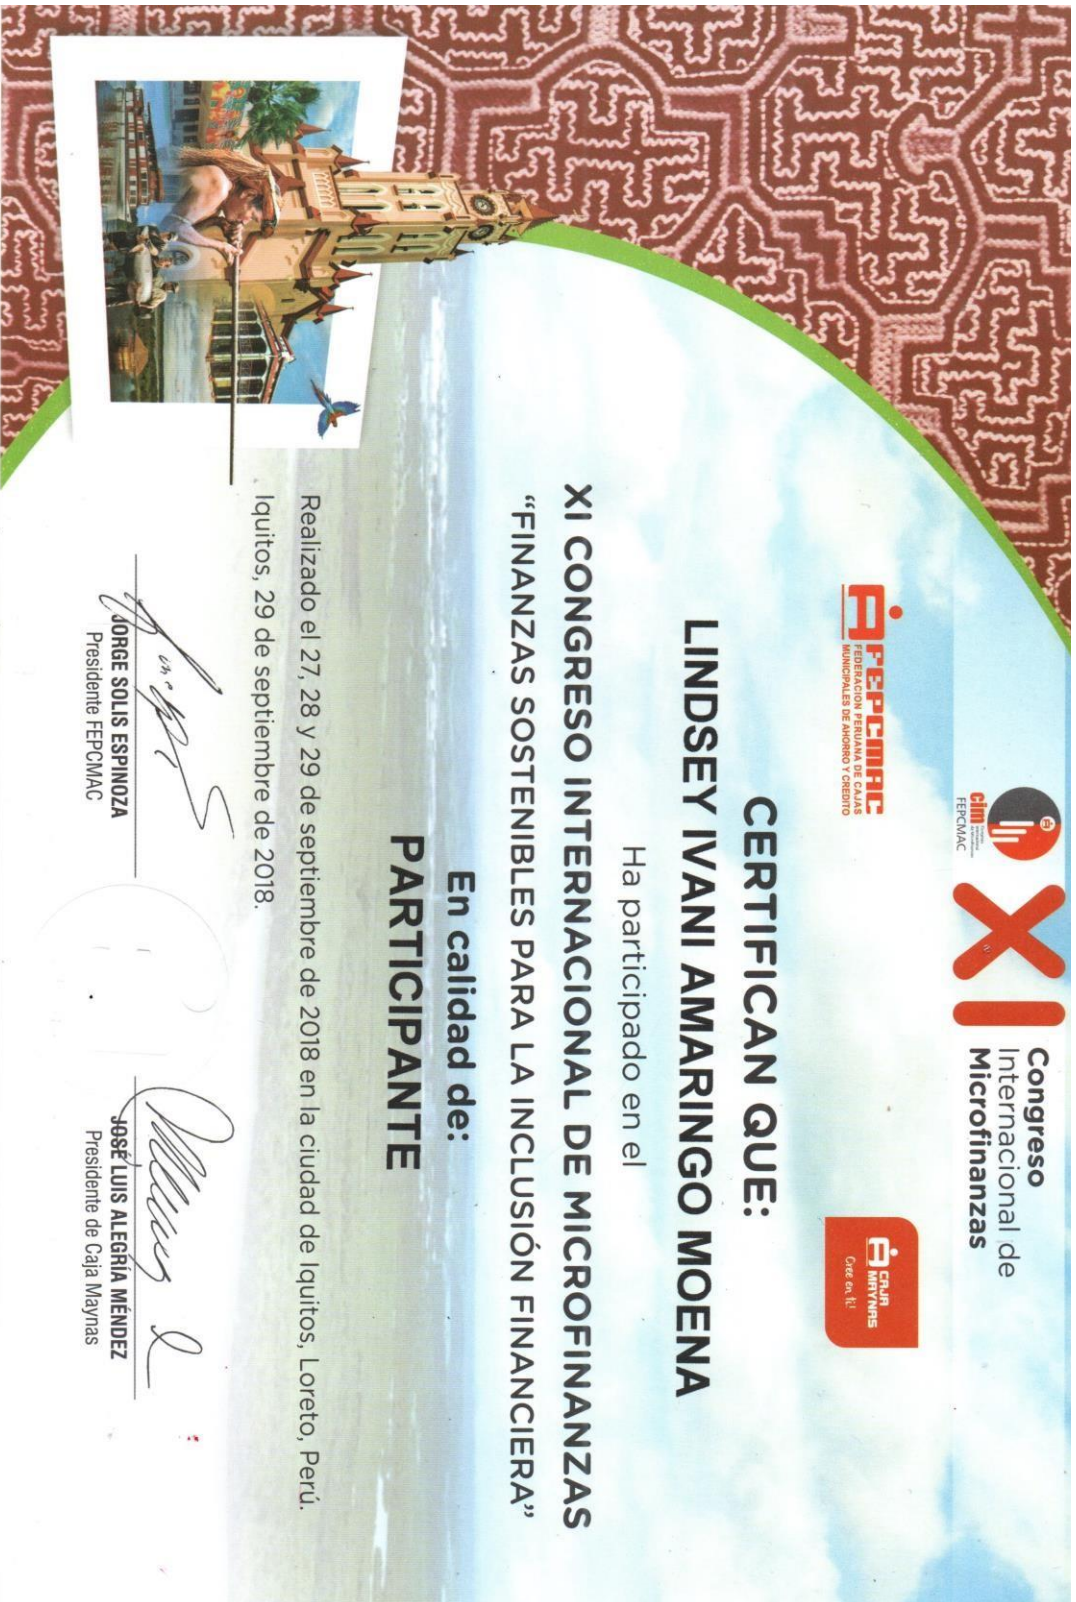 XI
Congreso
Internacional de
Microfinanzas
cim
FEPCMAC
FEPCMAC
FEDERACION PERUANA DE CAJAS
MUNICIPALES DE AHORRO Y CREDITO
CAJA
MAYNAS
Cree en ti!
CERTIFICAN QUE:
LINDSEY IVANI AMARINGO MOENA
Ha participado en el
XI CONGRESO INTERNACIONAL DE MICROFINANZAS
“FINANZAS SOSTENIBLES PARA LA INCLUSIÓN FINANCIERA”
En calidad de:
PARTICIPANTE
Realizado el 27, 28 y 29 de septiembre de 2018 en la ciudad de Iquitos, Loreto, Perú.
Iquitos, 29 de septiembre de 2018.
JORGE SOLIS ESPINOZA
Presidente FEPCMAC
JOSÉ LUIS ALEGRÍA MÉNDEZ
Presidente de Caja Maynas